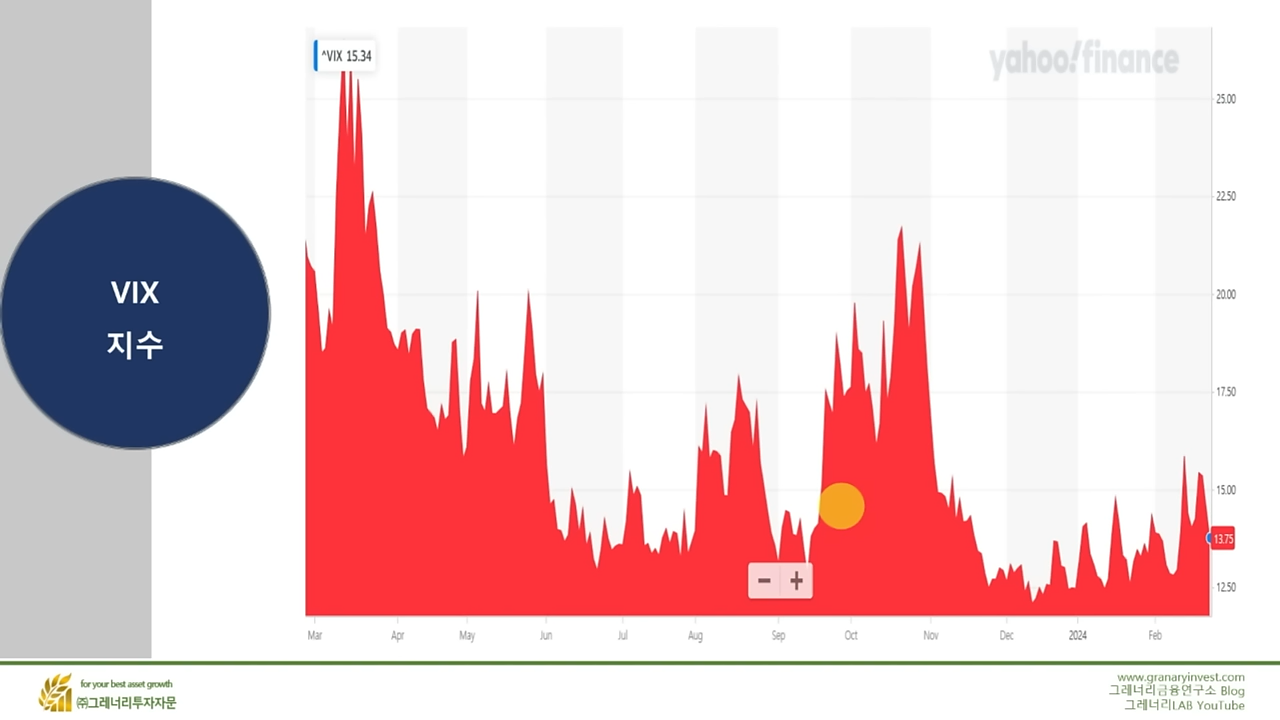 ^VIX 15.34
yahoo!finance
25.00
22.50
20.00
17.50
15.00
13.75
12.50
VIX
지수
− +
Mar Apr May Jun Jul Aug Sep Oct Nov Dec 2024 Feb
for your best asset growth
㈜그레너리투자자문
www.granaryinvest.com
그레너리금융연구소 Blog
그레너리LAB YouTube